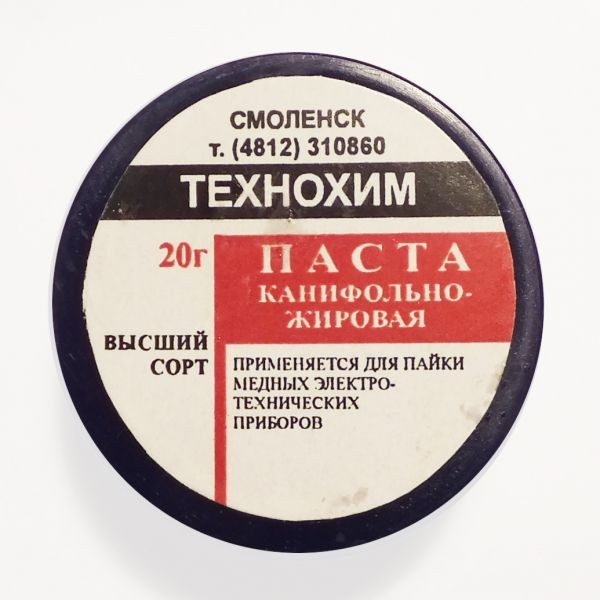 СМОЛЕНСК
т. (4812) 310860
ТЕХНОХИМ
20г
ПАСТА
КАНИФОЛЬНО-
ЖИРОВАЯ
ВЫСШИЙ
СОРТ
ПРИМЕНЯЕТСЯ ДЛЯ ПАЙКИ
МЕДНЫХ ЭЛЕКТРО-
ТЕХНИЧЕСКИХ
ПРИБОРОВ